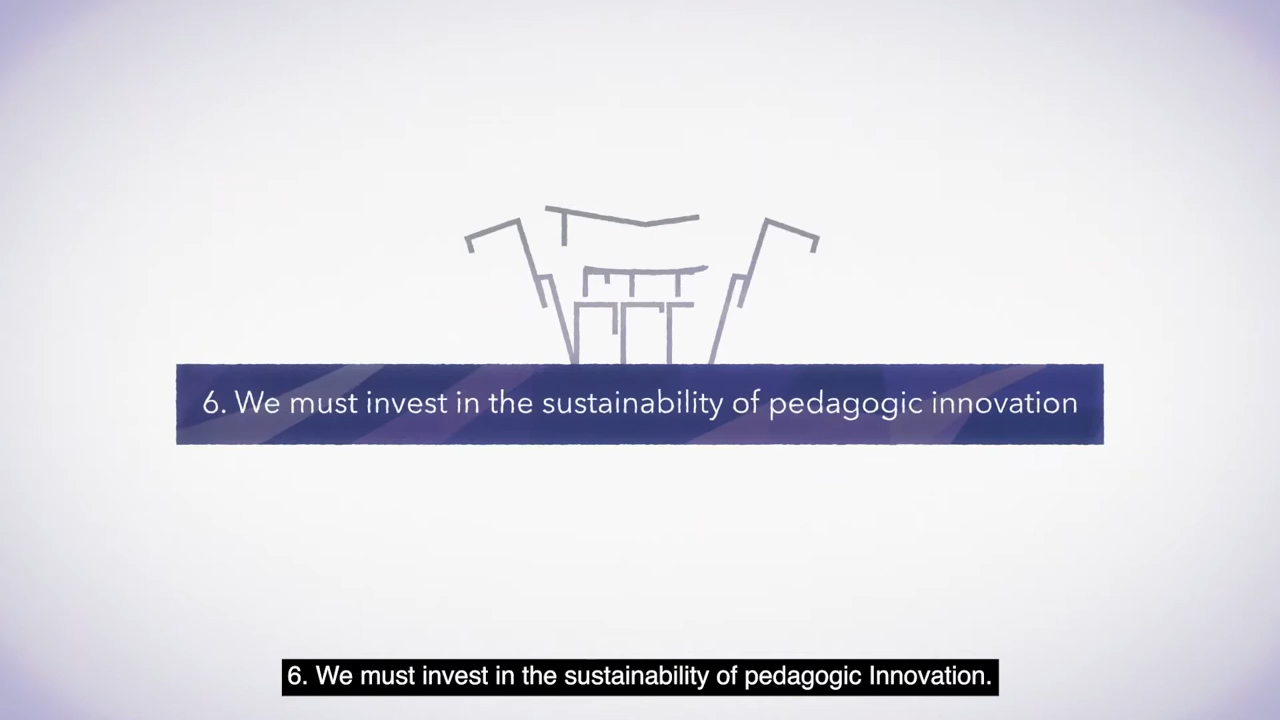 6. We must invest in the sustainability of pedagogic innovation
6. We must invest in the sustainability of pedagogic Innovation.